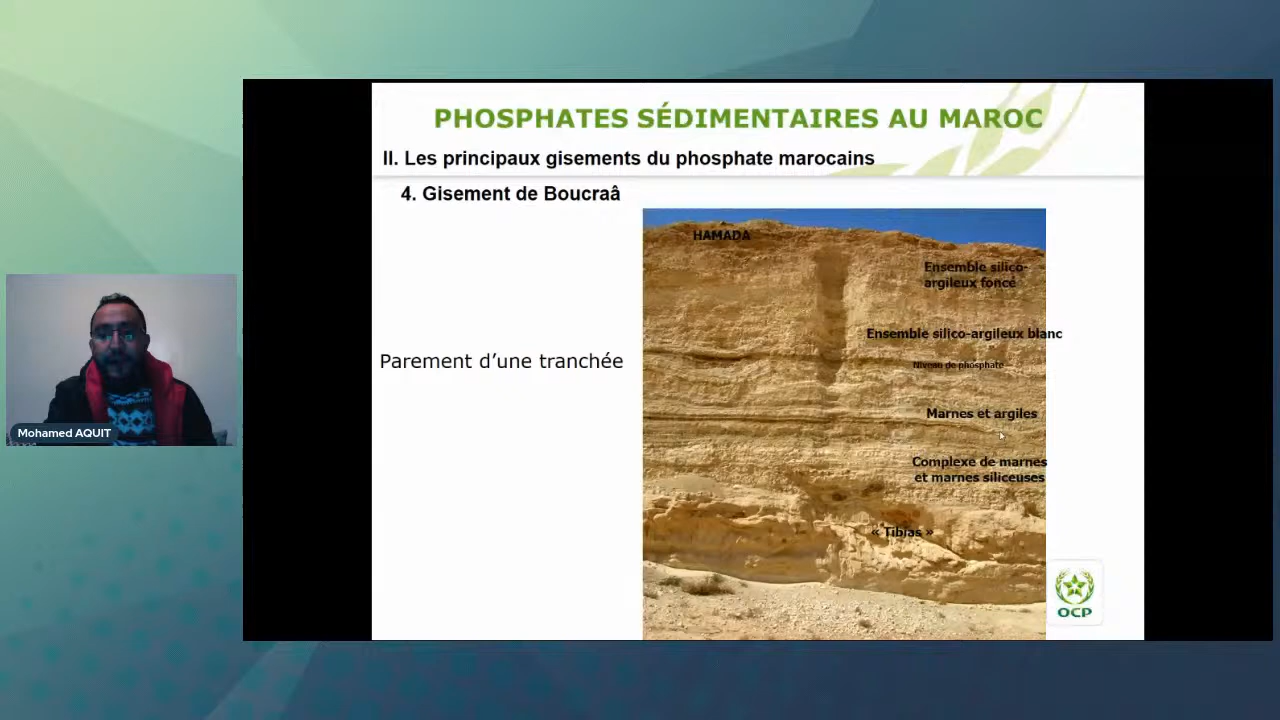 PHOSPHATES SÉDIMENTAIRES AU MAROC
II. Les principaux gisements du phosphate marocains
4. Gisement de Boucraâ
HAMADA
Ensemble silico-
argileux foncé
Ensemble silico-argileux blanc
Parement d’une tranchée
Niveau de phosphate
Marnes et argiles
Mohamed AQUIT
Complexe de marnes
et marnes siliceuses
« Tibias »
OCP